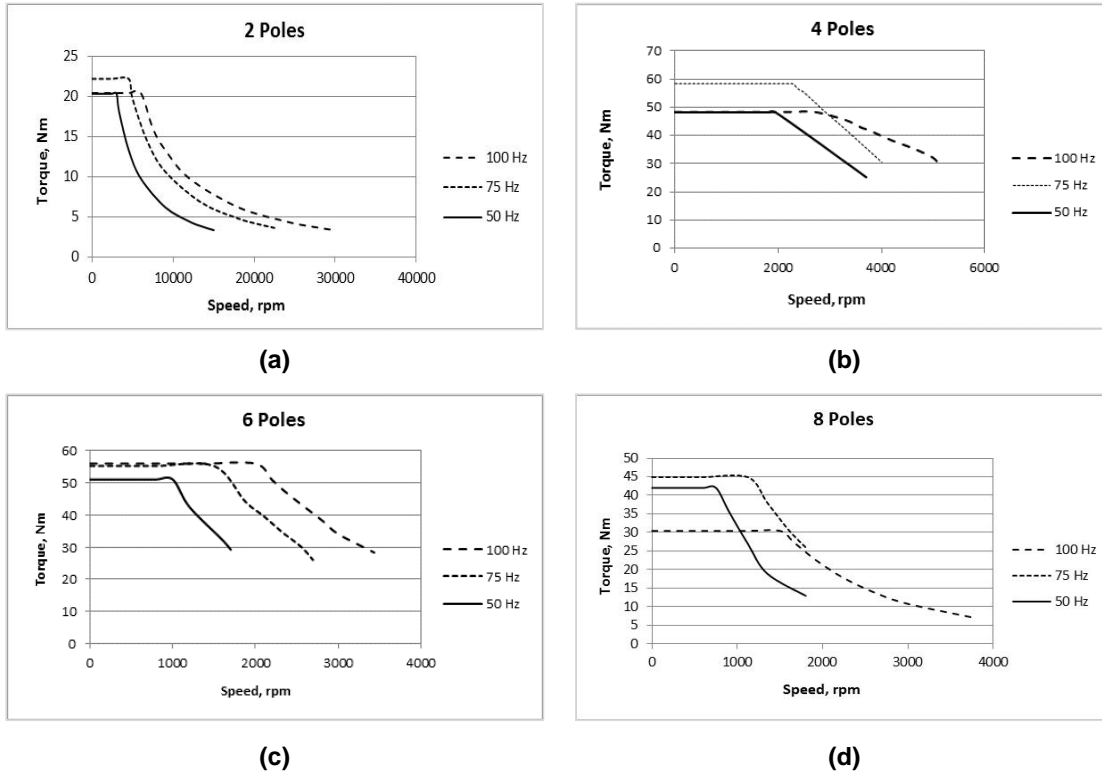 2 Poles
Torque, Nm
25
20
15
10
5
0
0 10000 20000 30000 40000
Speed, rpm
100 Hz
75 Hz
50 Hz
(a)
4 Poles
Torque, Nm
70
60
50
40
30
20
10
0
0 2000 4000 6000
Speed, rpm
100 Hz
75 Hz
50 Hz
(b)
6 Poles
Torque, Nm
60
50
40
30
20
10
0
0 1000 2000 3000 4000
Speed, rpm
100 Hz
75 Hz
50 Hz
(c)
8 Poles
Torque, Nm
50
45
40
35
30
25
20
15
10
5
0
0 1000 2000 3000 4000
Speed, rpm
100 Hz
75 Hz
50 Hz
(d)